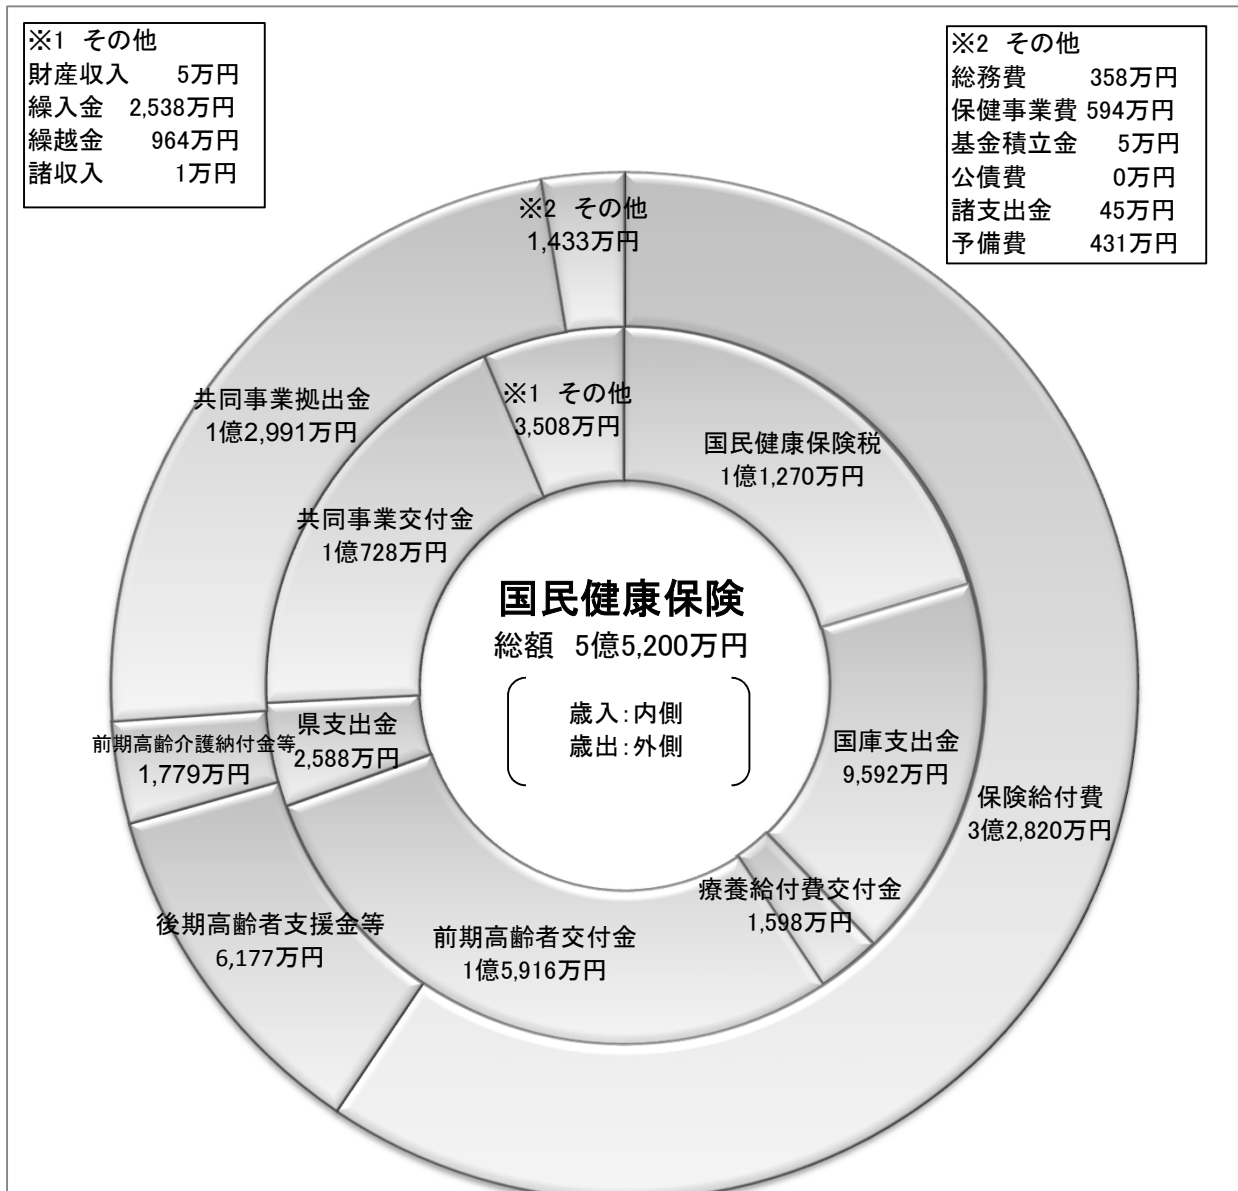 ※1 その他
財産収入 5万円
繰入金 2,538万円
繰越金 964万円
諸収入 1万円
※2 その他
総務費 358万円
保健事業費 594万円
基金積立金 5万円
公債費 0万円
諸支出金 45万円
予備費 431万円
※2 その他
1,433万円
共同事業拠出金
1億2,991万円
※1 その他
3,508万円
国民健康保険税
1億1,270万円
共同事業交付金
1億728万円
国民健康保険
総額 5億5,200万円
歳入:内側
歳出:外側
県支出金
2,588万円
前期高齢介護納付金等
1,779万円
国庫支出金
9,592万円
保険給付費
3億2,820万円
療養給付費交付金
1,598万円
後期高齢者支援金等
6,177万円
前期高齢者交付金
1億5,916万円